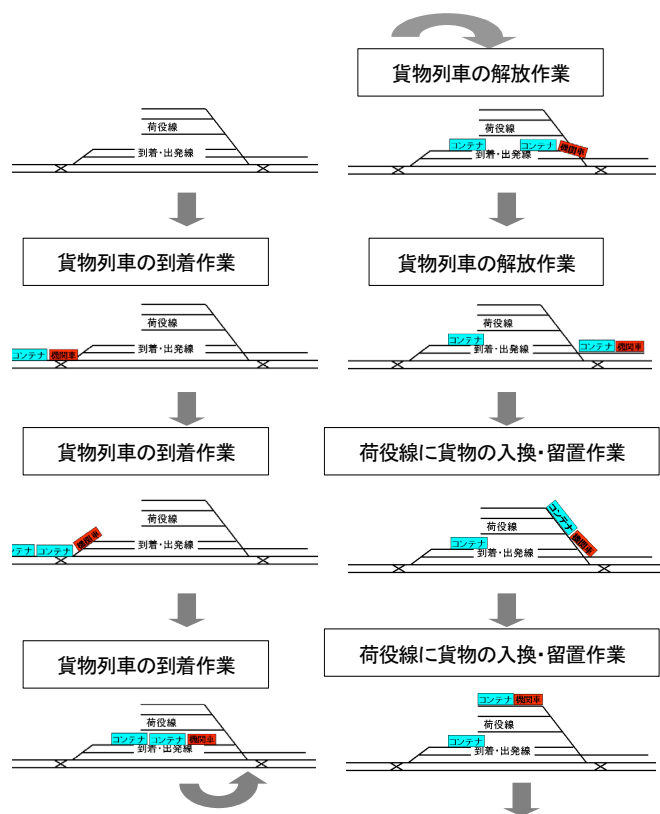 荷役線
到着・出発線
貨物列車の到着作業
荷役線
到着・出発線
コンテナ 機関車
貨物列車の到着作業
荷役線
到着・出発線
コンテナ コンテナ 機関車
貨物列車の到着作業
荷役線
コンテナ コンテナ 機関車
到着・出発線
貨物列車の解放作業
荷役線
コンテナ コンテナ 機関車
到着・出発線
貨物列車の解放作業
荷役線
コンテナ 到着・出発線 コンテナ 機関車
荷役線に貨物の入換・留置作業
コンテナ 機関車
荷役線
コンテナ
到着・出発線
荷役線に貨物の入換・留置作業
コンテナ 機関車
荷役線
コンテナ
到着・出発線